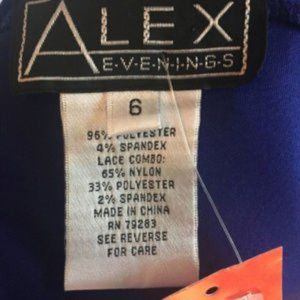 ALEX
E·V·E·N·I·N·G·S
6
96% POLYESTER
4% SPANDEX
LACE COMBO:
65% NYLON
33% POLYESTER
2% SPANDEX
MADE IN CHINA
RN 79283
SEE REVERSE
FOR CARE